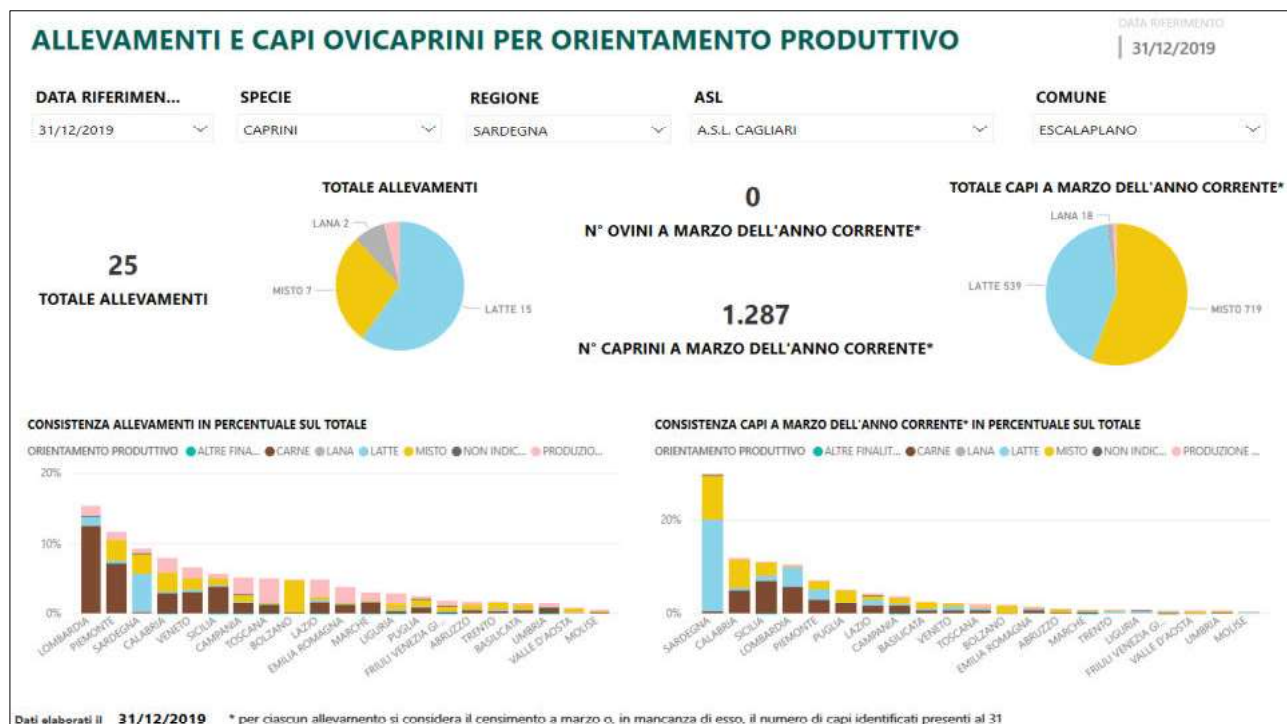 ALLEVAMENTI E CAPI OVICAPRINI PER ORIENTAMENTO PRODUTTIVO
DATA RIFERIMENTO
31/12/2019
DATA RIFERIMEN... SPECIE REGIONE ASL COMUNE
31/12/2019 CAPRINI SARDEGNA A.S.L. CAGLIARI ESCALAPLANO
TOTALE ALLEVAMENTI
LANA 2
MISTO 7
LATTE 15
25
TOTALE ALLEVAMENTI
0
N° OVINI A MARZO DELL'ANNO CORRENTE*
1.287
N° CAPRINI A MARZO DELL'ANNO CORRENTE*
TOTALE CAPI A MARZO DELL'ANNO CORRENTE*
LANA 18
LATTE 539
MISTO 719
CONSISTENZA ALLEVAMENTI IN PERCENTUALE SUL TOTALE
ORIENTAMENTO PRODUTTIVO ALTRE FINA... CARNE LANA LATTE MISTO NON INDIC... PRODUZIO...
20%
10%
0%
LOMBARDIA PIEMONTE SARDEGNA CALABRIA VENETO SICILIA CAMPANIA TOSCANA BOLZANO LAZIO EMILIA ROMAGNA MARCHE LIGURIA PUGLIA FRIULI VENEZIA GI... ABRUZZO TRENTO BASILICATA UMBRIA VALLE D'AOSTA MOLISE
CONSISTENZA CAPI A MARZO DELL'ANNO CORRENTE* IN PERCENTUALE SUL TOTALE
ORIENTAMENTO PRODUTTIVO ALTRE FINALIT... CARNE LANA LATTE MISTO NON INDIC... PRODUZIONE ...
20%
0%
SARDEGNA CALABRIA SICILIA LOMBARDIA PIEMONTE PUGLIA LAZIO CAMPANIA BASILICATA VENETO TOSCANA BOLZANO EMILIA ROMAGNA ABRUZZO MARCHE TRENTO LIGURIA FRIULI VENEZIA GI... VALLE D'AOSTA UMBRIA MOLISE
Dati elaborati il 31/12/2019 * per ciascun allevamento si considera il censimento a marzo o, in mancanza di esso, il numero di capi identificati presenti al 31